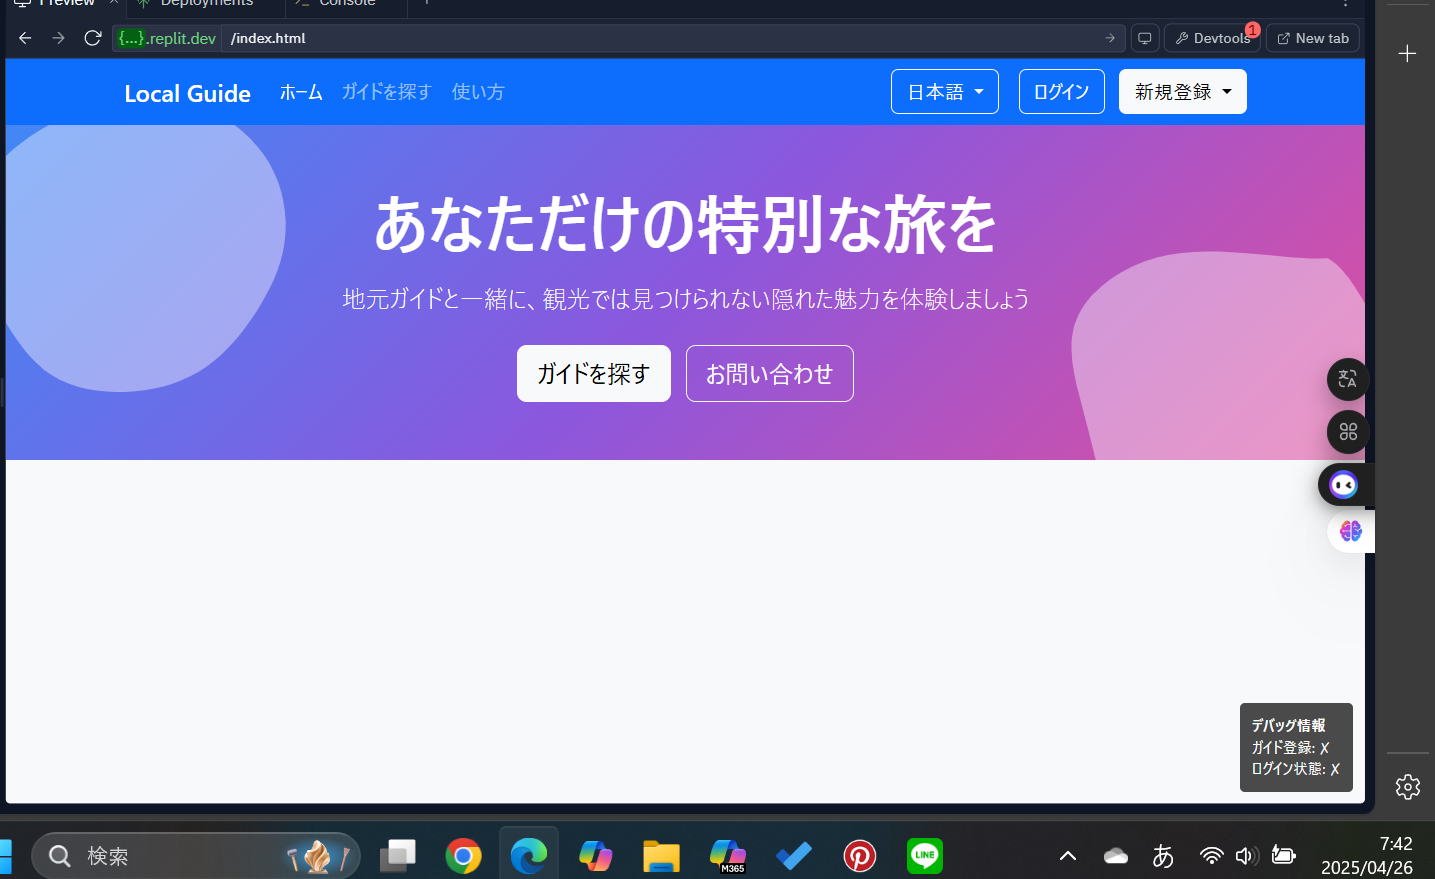 Preview
Deployments
Console
{...}.replit.dev /index.html
Devtools 1
New tab
Local Guide ホーム ガイドを探す 使い方 日本語 ログイン 新規登録
あなただけの特別な旅を
地元ガイドと一緒に、観光では見つけられない隠れた魅力を体験しましょう
ガイドを探す お問い合わせ
デバッグ情報
ガイド登録: ✗
ログイン状態: ✗
検索
M365
LINE
あ
7:42
2025/04/26